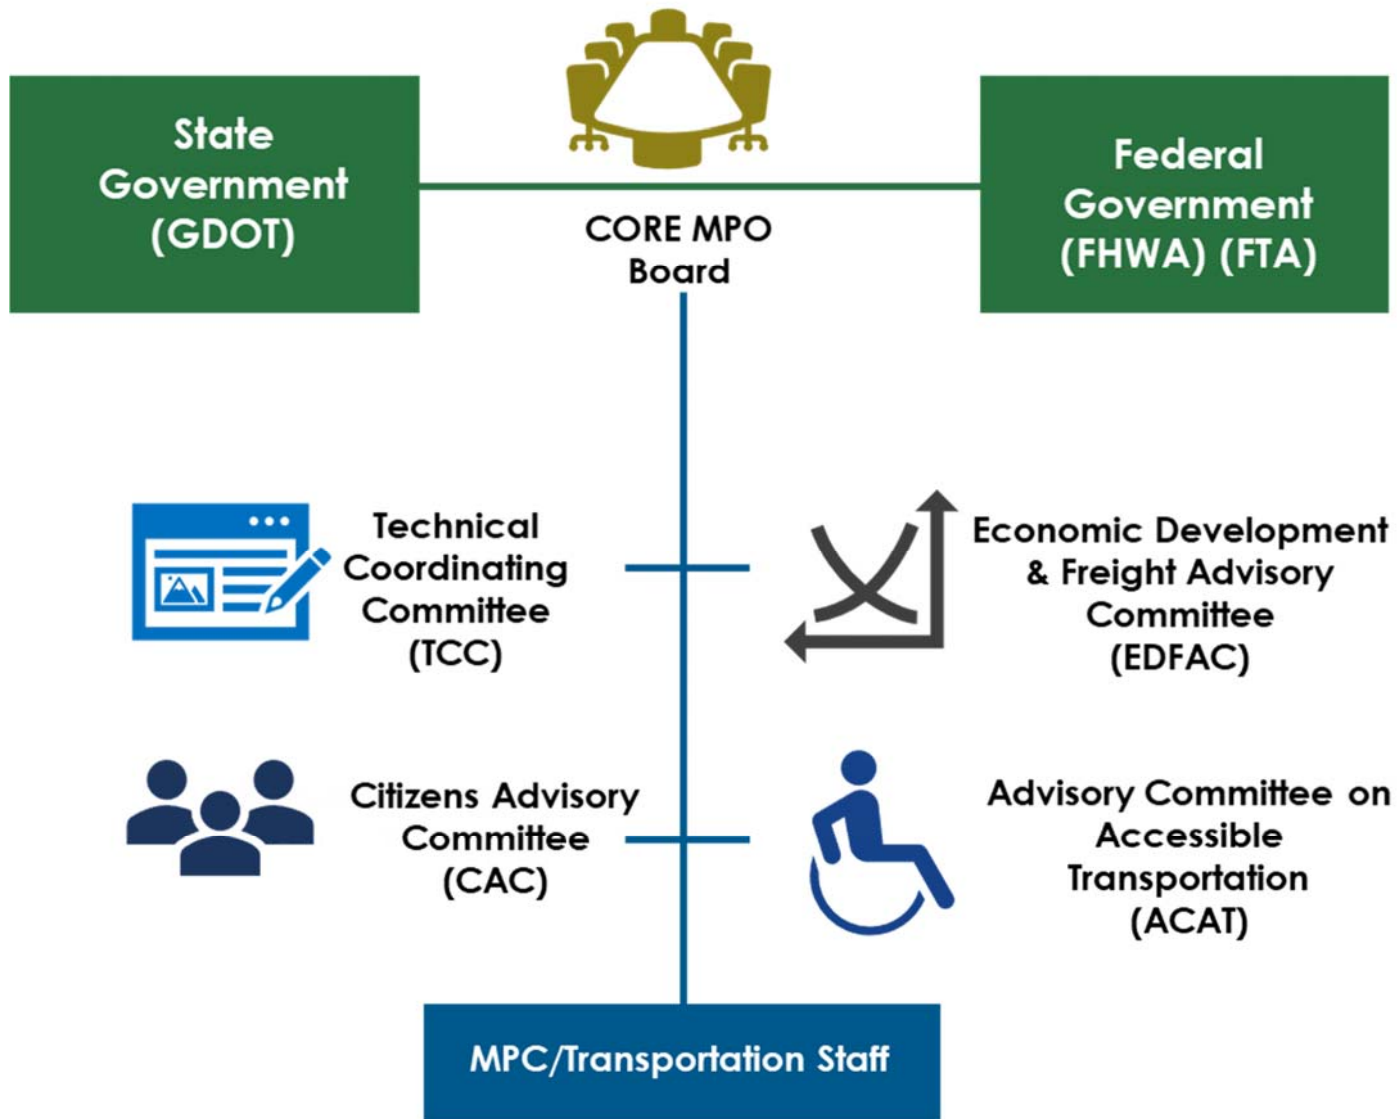 State
Government
(GDOT)
CORE MPO
Board
Federal
Government
(FHWA) (FTA)
Technical
Coordinating
Committee
(TCC)
Economic Development
& Freight Advisory
Committee
(EDFAC)
Citizens Advisory
Committee
(CAC)
Advisory Committee on
Accessible
Transportation
(ACAT)
MPC/Transportation Staff